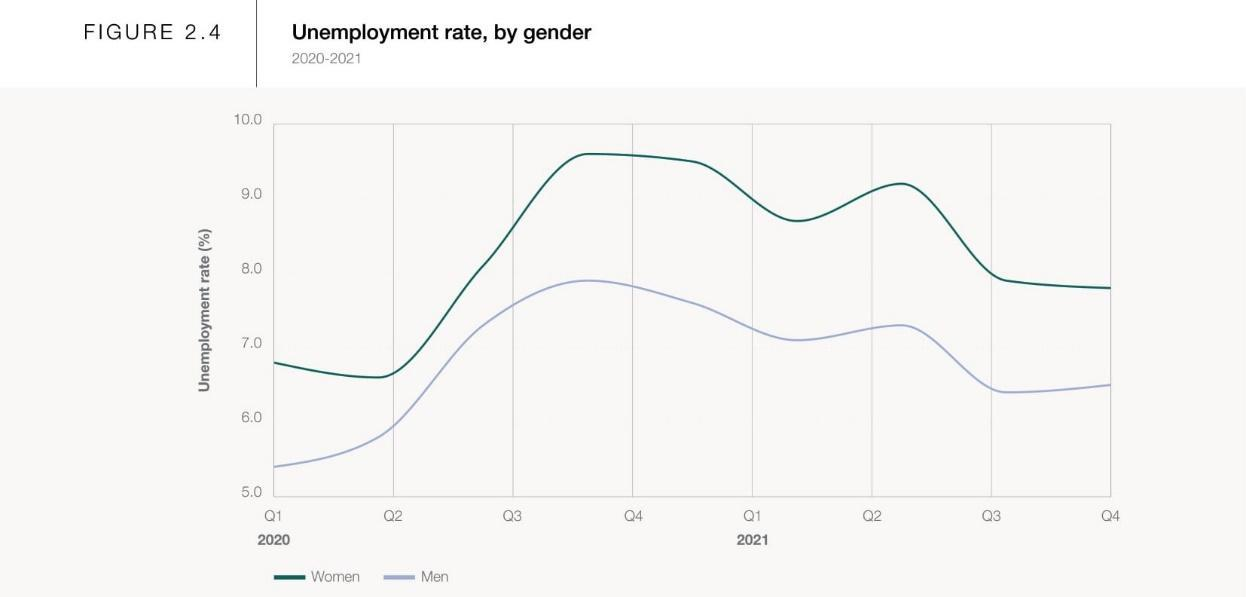 FIGURE 2.4
Unemployment rate, by gender
2020-2021
Unemployment rate (%)
10.0
9.0
8.0
7.0
6.0
5.0
Q1 Q2 Q3 Q4 Q1 Q2 Q3 Q4
2020 2021
Women Men